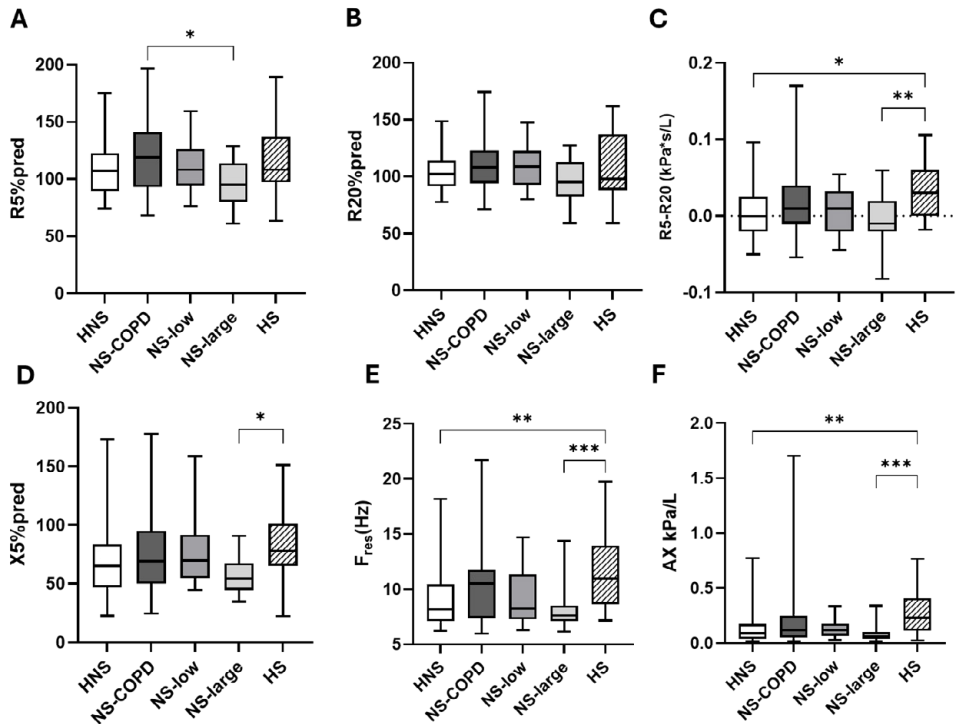 A
*
R5%pred
200
150
100
50
0
HNS
NS-COPD
NS-low
NS-large
HS
B
R20%pred
200
150
100
50
0
HNS
NS-COPD
NS-low
NS-large
HS
C
*
**
R5-R20 (kPa*s/L)
0.2
0.1
0.0
-0.1
HNS
NS-COPD
NS-low
NS-large
HS
D
*
X5%pred
200
150
100
50
0
HNS
NS-COPD
NS-low
NS-large
HS
E
**
***
Fres(Hz)
25
20
15
10
5
HNS
NS-COPD
NS-low
NS-large
HS
F
**
***
AX kPa/L
2.0
1.5
1.0
0.5
0.0
HNS
NS-COPD
NS-low
NS-large
HS